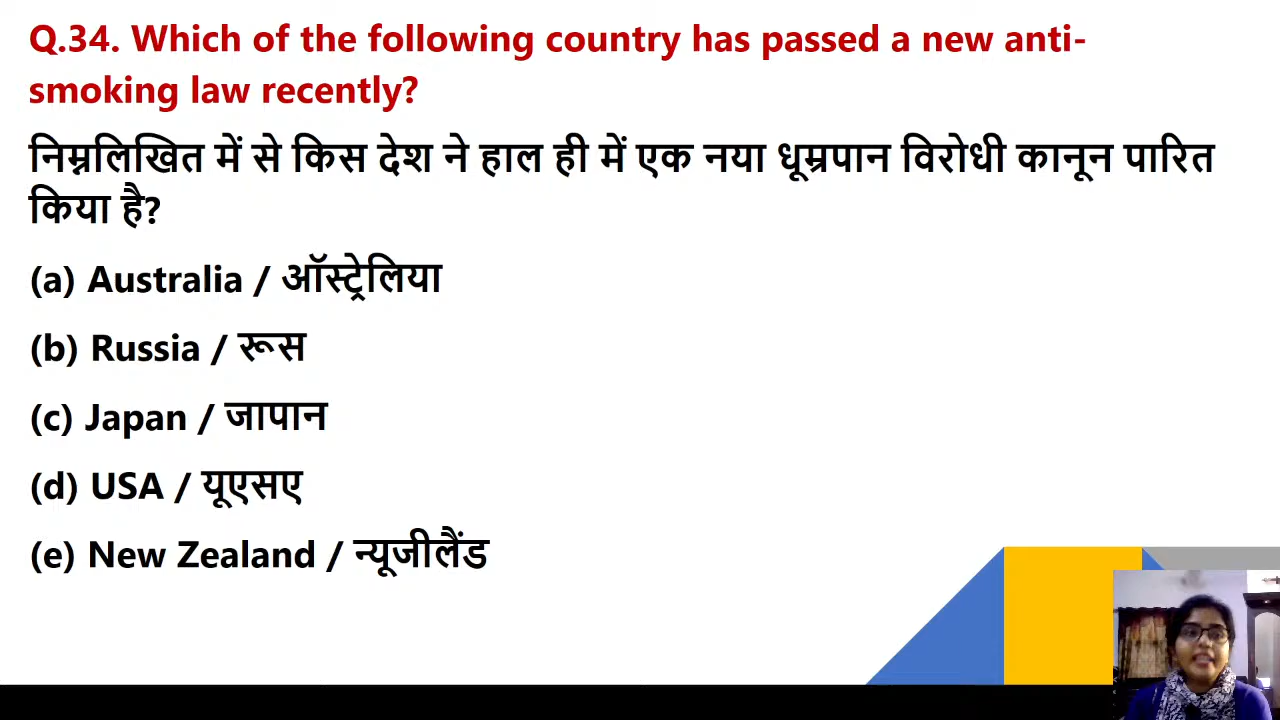 Q.34. Which of the following country has passed a new anti-
smoking law recently?
निम्नलिखित में से किस देश ने हाल ही में एक नया धूम्रपान विरोधी कानून पारित
किया है?
(a) Australia / ऑस्ट्रेलिया
(b) Russia / रूस
(c) Japan / जापान
(d) USA / यूएसए
(e) New Zealand / न्यूजीलैंड